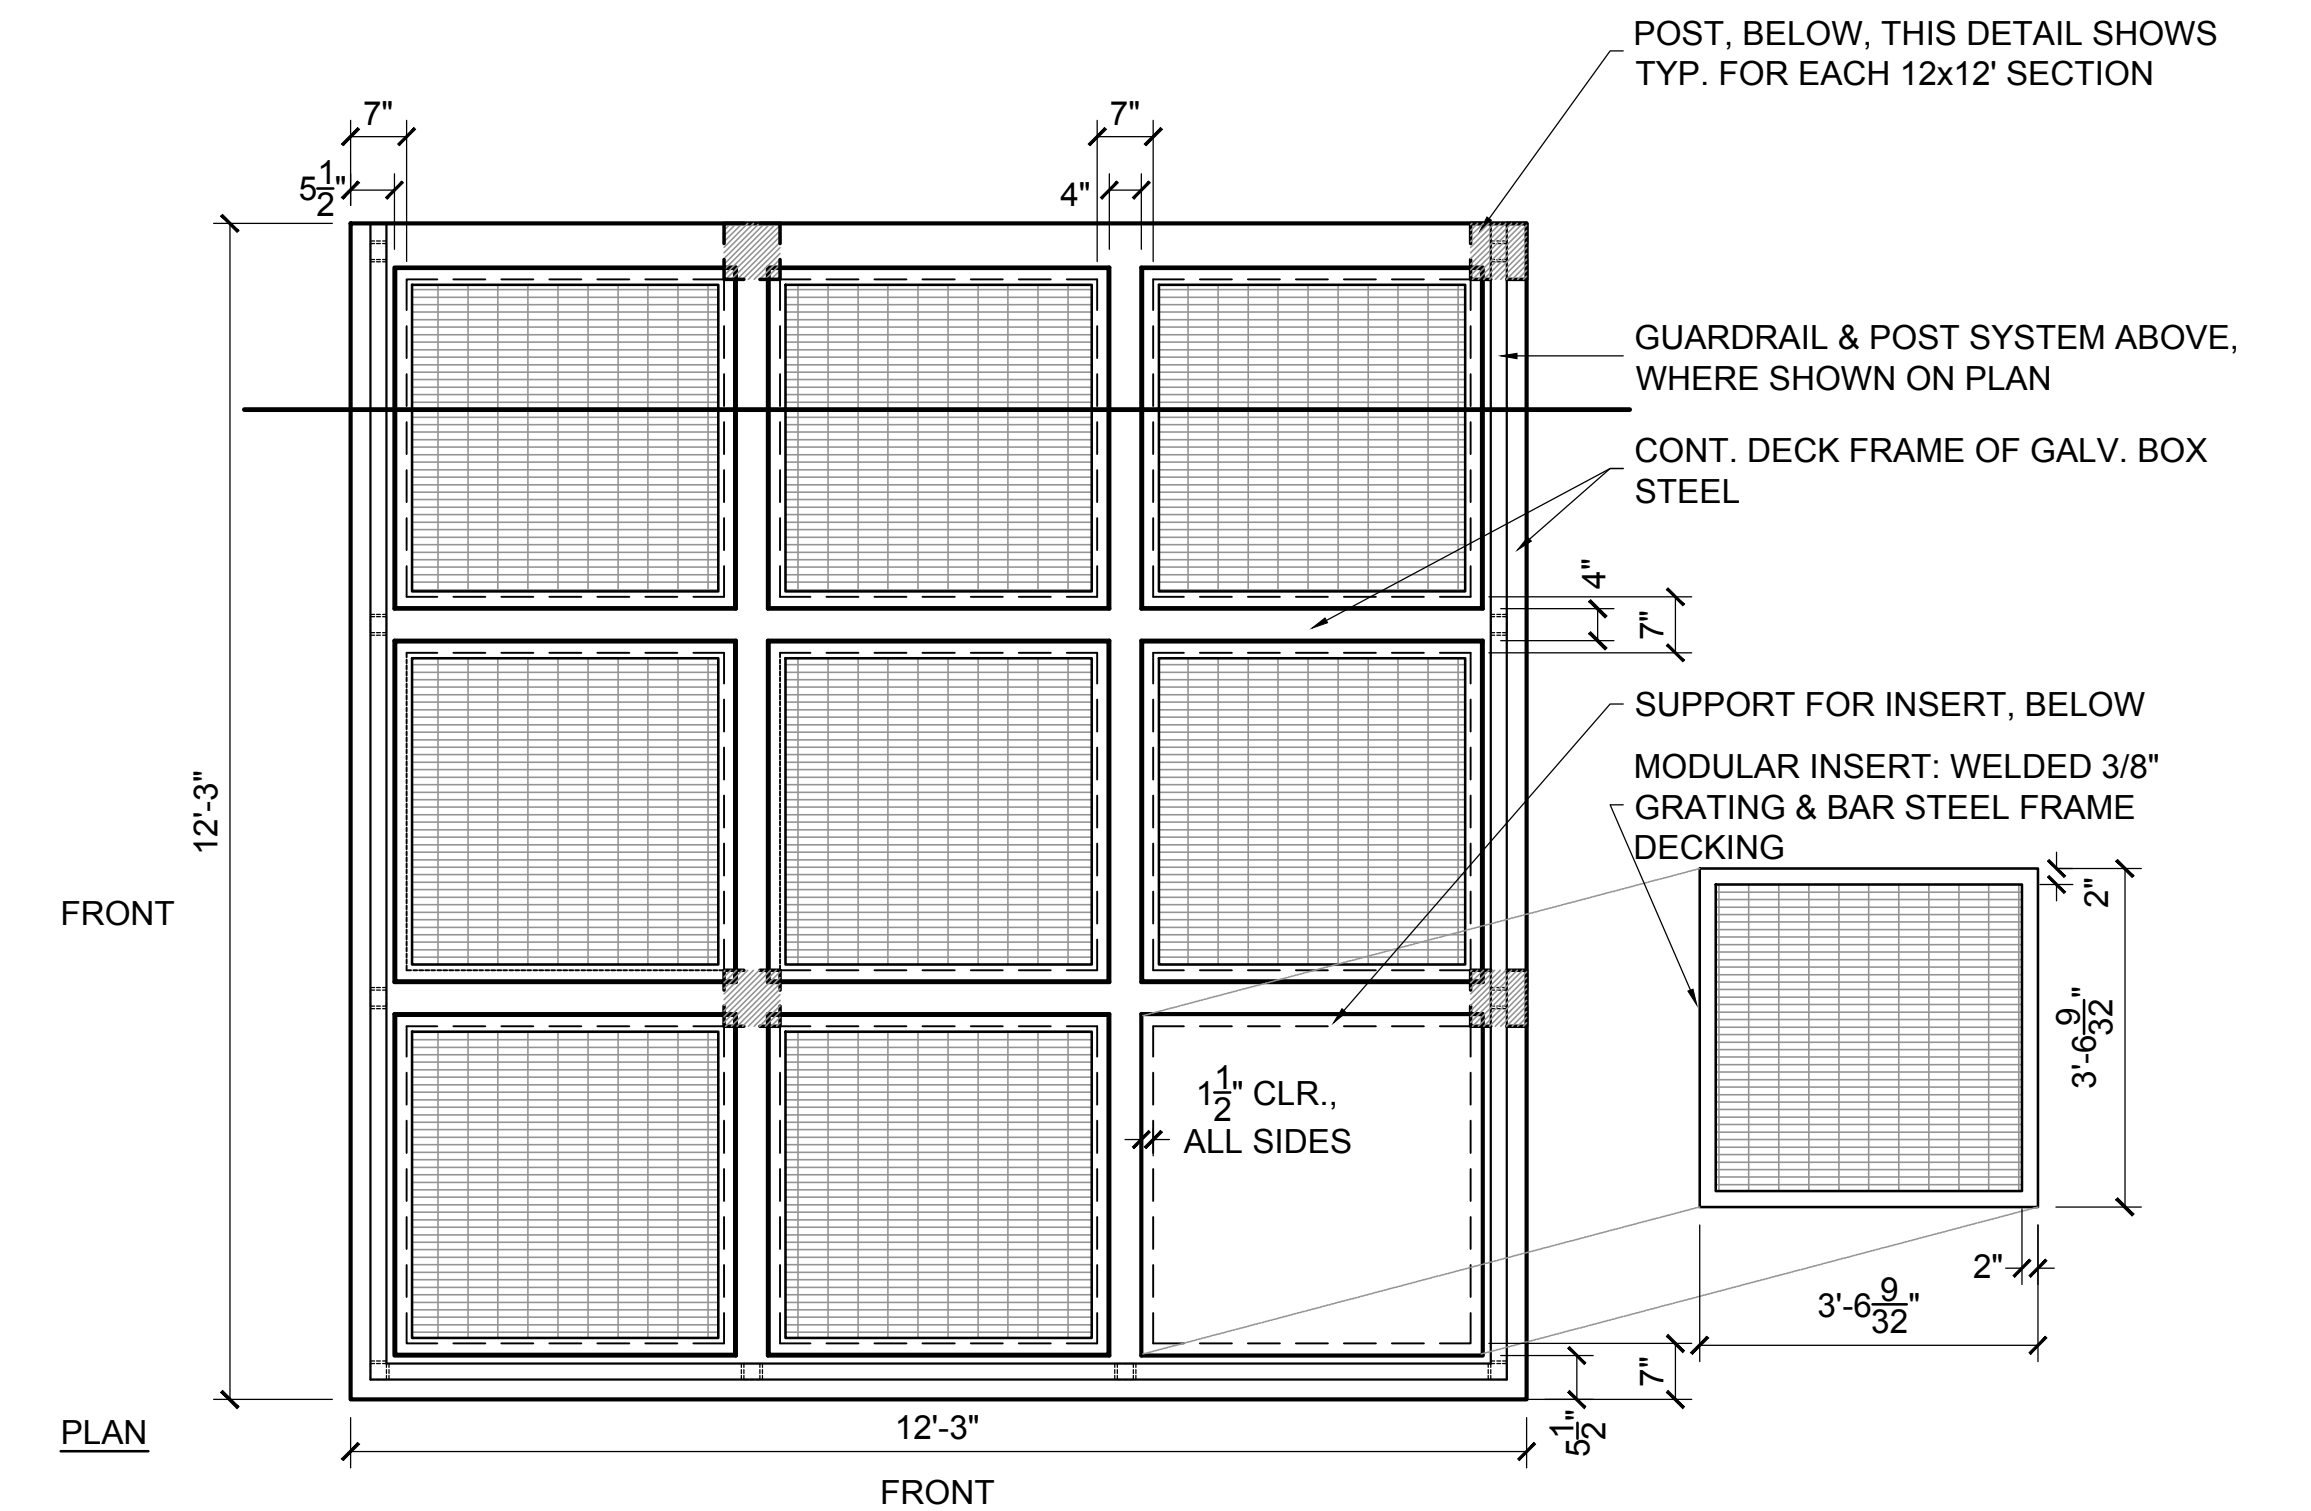 POST, BELOW, THIS DETAIL SHOWS
TYP. FOR EACH 12x12' SECTION
7"
7"
5 1/2"
4"
GUARDRAIL & POST SYSTEM ABOVE,
WHERE SHOWN ON PLAN
CONT. DECK FRAME OF GALV. BOX
STEEL
4"
7"
SUPPORT FOR INSERT, BELOW
MODULAR INSERT: WELDED 3/8"
GRATING & BAR STEEL FRAME
DECKING
12'-3"
FRONT
2"
3'-6 9/32"
1 1/2" CLR.,
ALL SIDES
2"
3'-6 9/32"
7"
5 1/2"
12'-3"
PLAN
FRONT